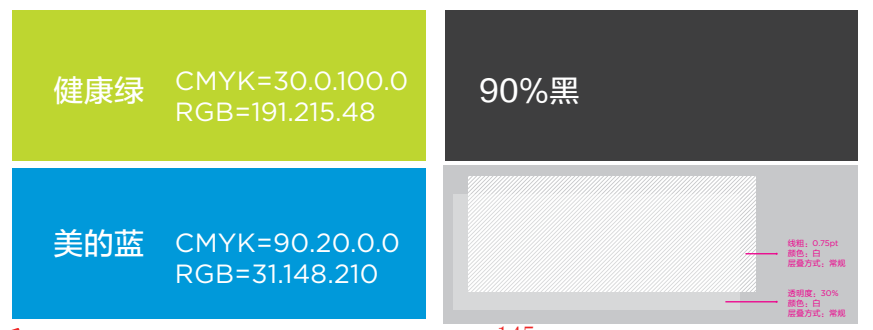 健康绿
CMYK=30.0.100.0
RGB=191.215.48
90%黑
美的蓝
CMYK=90.20.0.0
RGB=31.148.210
线粗：0.75pt
颜色：白
层叠方式：常规
透明度：30%
颜色：白
层叠方式：常规